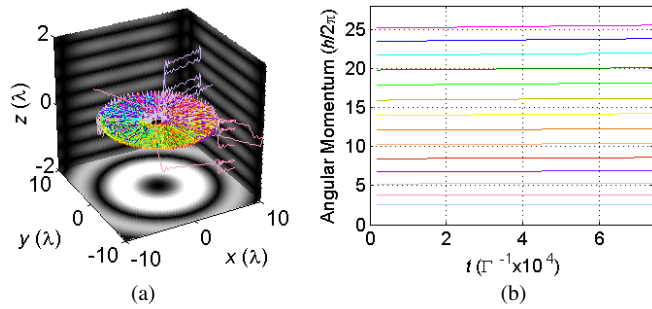 2
0
-2
z (λ)
10
0
-10
y (λ)
-10
0
10
x (λ)
(a)
Angular Momentum (ℏ/2π)
25
20
15
10
5
0
0 2 4 6
t (Γ⁻¹x10⁴)
(b)